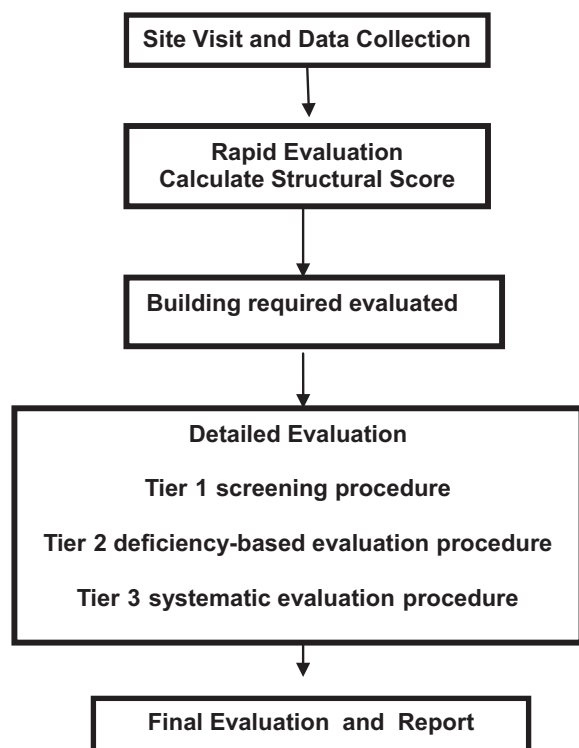 Site Visit and Data Collection
Rapid Evaluation
Calculate Structural Score
Building required evaluated
Detailed Evaluation
Tier 1 screening procedure
Tier 2 deficiency-based evaluation procedure
Tier 3 systematic evaluation procedure
Final Evaluation and Report